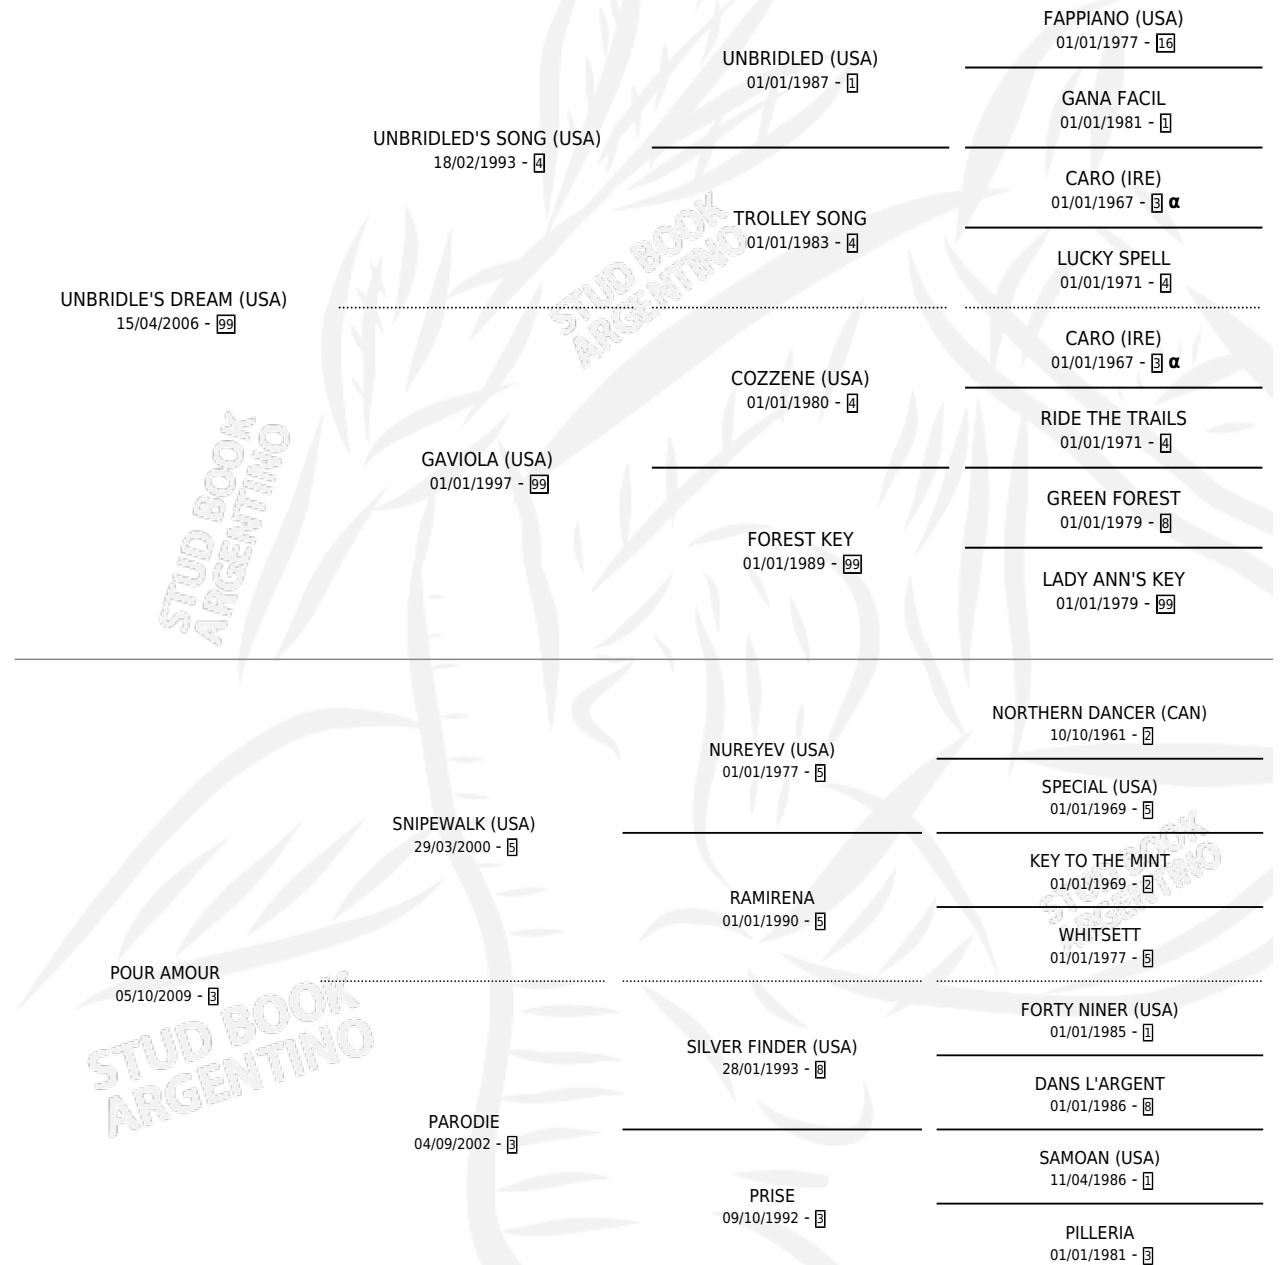 FAPPIANO (USA)
01/01/1977 - 16
UNBRIDLED (USA)
01/01/1987 - 1
GANA FACIL
01/01/1981 - 1
UNBRIDLED'S SONG (USA)
18/02/1993 - 4
CARO (IRE)
01/01/1967 - 3 α
TROLLEY SONG
01/01/1983 - 4
LUCKY SPELL
01/01/1971 - 4
UNBRIDLE'S DREAM (USA)
15/04/2006 - 99
CARO (IRE)
01/01/1967 - 3 α
COZZENE (USA)
01/01/1980 - 4
RIDE THE TRAILS
01/01/1971 - 4
GAVIOLA (USA)
01/01/1997 - 99
GREEN FOREST
01/01/1979 - 8
FOREST KEY
01/01/1989 - 99
LADY ANN'S KEY
01/01/1979 - 99
NORTHERN DANCER (CAN)
10/10/1961 - 2
NUREYEV (USA)
01/01/1977 - 5
SPECIAL (USA)
01/01/1969 - 5
SNIPEWALK (USA)
29/03/2000 - 5
KEY TO THE MINT
01/01/1969 - 2
RAMIRENA
01/01/1990 - 5
WHITSETT
01/01/1977 - 5
POUR AMOUR
05/10/2009 - 3
FORTY NINER (USA)
01/01/1985 - 1
SILVER FINDER (USA)
28/01/1993 - 8
DANS L'ARGENT
01/01/1986 - 8
PARODIE
04/09/2002 - 3
SAMOAN (USA)
11/04/1986 - 1
PRISE
09/10/1992 - 3
PILLERIA
01/01/1981 - 3
STUD BOOK
ARGENTINO
STUD BOOK
ARGENTINO
STUD BOOK
ARGENTINO
STUD BOOK
ARGENTINO